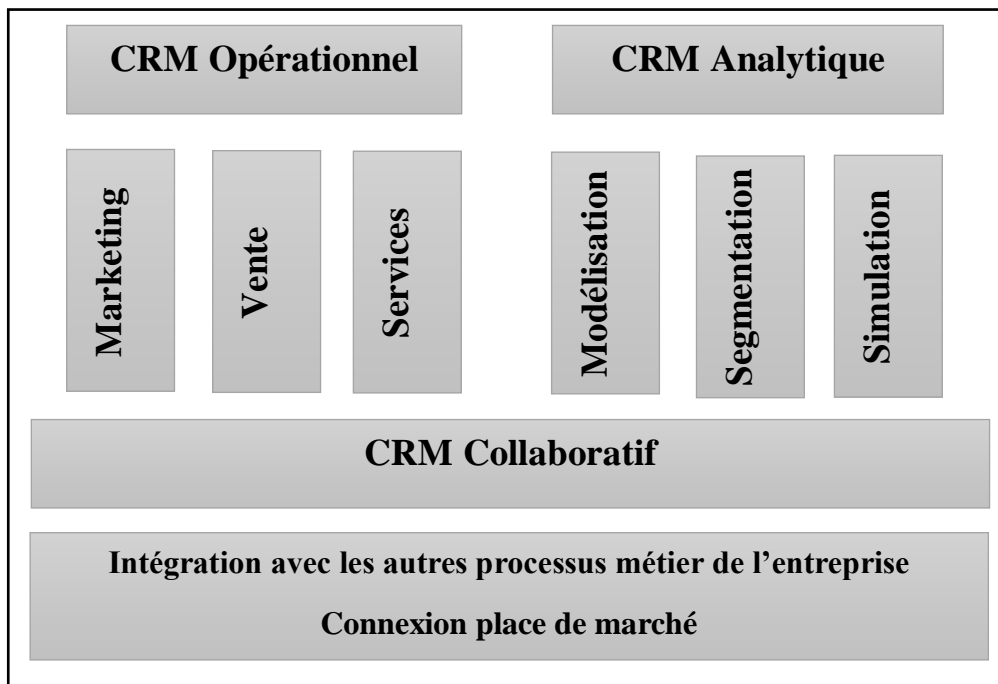 CRM Opérationnel
CRM Analytique
Marketing
Vente
Services
Modélisation
Segmentation
Simulation
CRM Collaboratif
Intégration avec les autres processus métier de l’entreprise
Connexion place de marché